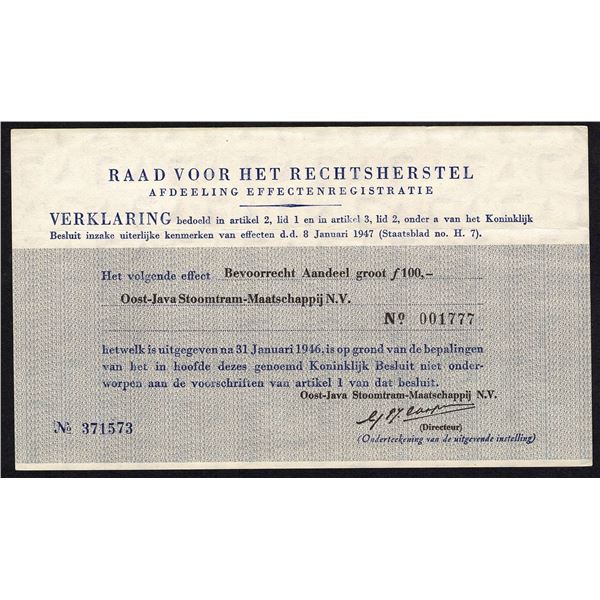 RAAD VOOR HET RECHTSHERSTEL
AFDEELING EFFECTENREGISTRATIE
VERKLARING bedoeld in artikel 2, lid 1 en in artikel 3, lid 2, onder a van het Koninklijk
Besluit inzake uiterlijke kenmerken van effecten d.d. 8 Januari 1947 (Staatsblad no. H. 7).
Het volgende effect Bevoorrecht Aandeel groot ƒ 100,–
Oost-Java Stoomtram-Maatschappij N.V.
Nº 001777
hetwelk is uitgegeven na 31 Januari 1946, is op grond van de bepalingen
van het in hoofde dezes genoemd Koninklijk Besluit niet onder-
worpen aan de voorschriften van artikel 1 van dat besluit.
Oost-Java Stoomtram-Maatschappij N.V.
(Directeur)
Nº 371573
(Onderteekening van de uitgevende instelling)